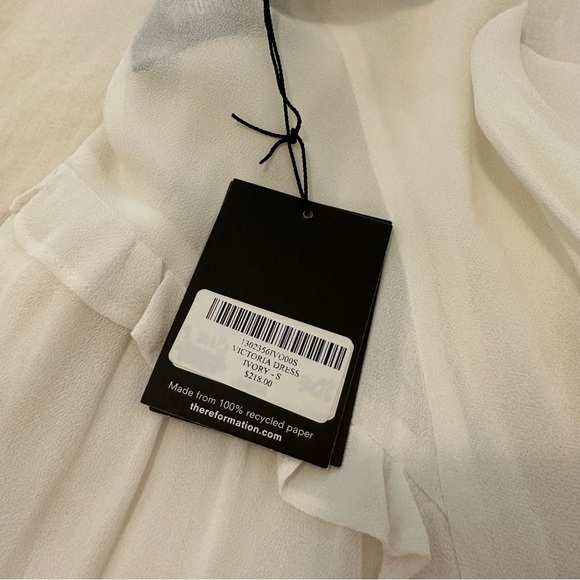 1302356IVO00S
VICTORIA DRESS
IVORY - S
$218.00
Made from 100% recycled paper
thereformation.com